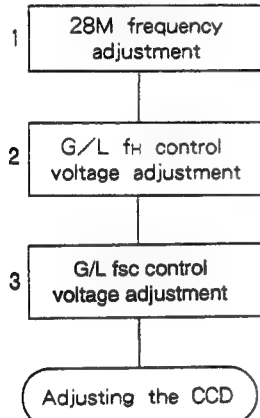 1
28M frequency
adjustment
2
G/L fH control
voltage adjustment
3
G/L fsc control
voltage adjustment
Adjusting the CCD